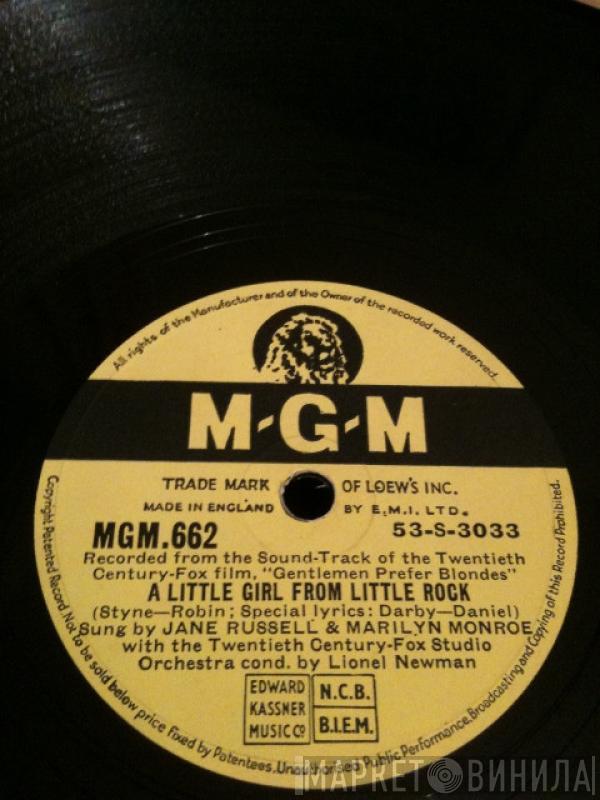 All rights of the Manufacturer and of the Owner of the recorded work reserved.
M-G-M
TRADE MARK OF LOEW'S INC.
MADE IN ENGLAND BY E.M.I. LTD.
MGM.662 53-S-3033
Recorded from the Sound-Track of the Twentieth
Century-Fox film, "Gentlemen Prefer Blondes"
A LITTLE GIRL FROM LITTLE ROCK
(Styne—Robin; Special lyrics: Darby—Daniel)
Sung by JANE RUSSELL & MARILYN MONROE
with the Twentieth Century-Fox Studio
Orchestra cond. by Lionel Newman
EDWARD
KASSNER
MUSIC Co
N.C.B.
B.I.E.M.
Copyright Patented Record Not to be sold below price fixed by Patentees. Unauthorised Public Performance, Broadcasting and Copying of this Record Prohibited.
МАРКЕТ ВИНИЛА